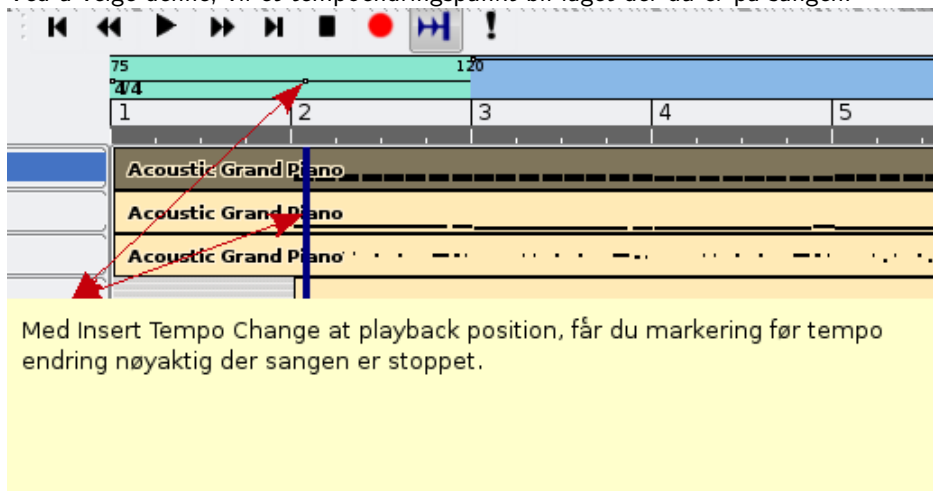 75 120
4/4
1 2 3 4 5
Acoustic Grand Piano
Acoustic Grand Piano
Acoustic Grand Piano
Med Insert Tempo Change at playback position, får du markering før tempo
endring nøyaktig der sangen er stoppet.